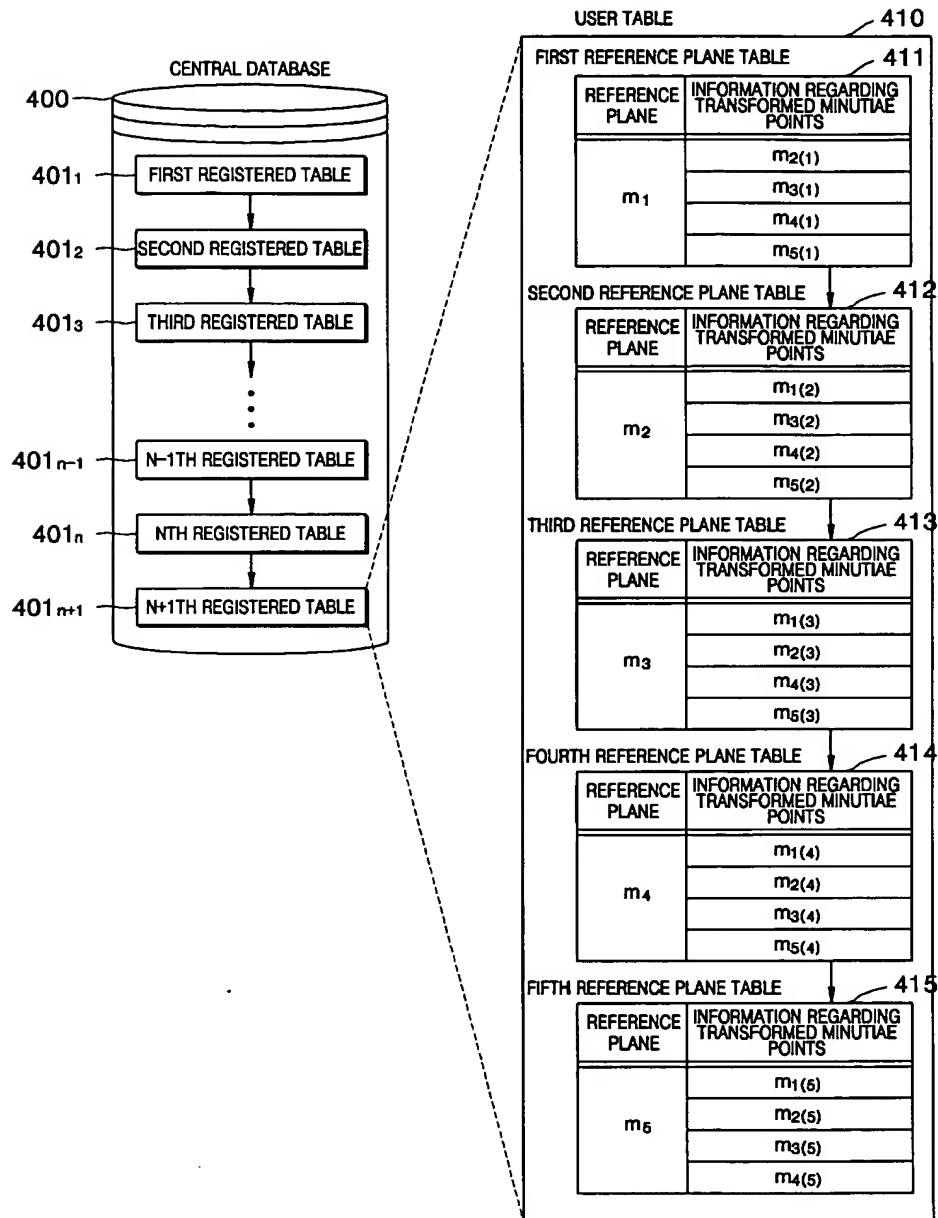 CENTRAL DATABASE
400
401₁
FIRST REGISTERED TABLE
401₂
SECOND REGISTERED TABLE
401₃
THIRD REGISTERED TABLE
401ₙ₋₁
N-1TH REGISTERED TABLE
401ₙ
NTH REGISTERED TABLE
401ₙ₊₁
N+1TH REGISTERED TABLE
USER TABLE
410
FIRST REFERENCE PLANE TABLE
411
REFERENCE
PLANE
INFORMATION REGARDING
TRANSFORMED MINUTIAE
POINTS
m₁
m₂₍₁₎
m₃₍₁₎
m₄₍₁₎
m₅₍₁₎
SECOND REFERENCE PLANE TABLE
412
REFERENCE
PLANE
INFORMATION REGARDING
TRANSFORMED MINUTIAE
POINTS
m₂
m₁₍₂₎
m₃₍₂₎
m₄₍₂₎
m₅₍₂₎
THIRD REFERENCE PLANE TABLE
413
REFERENCE
PLANE
INFORMATION REGARDING
TRANSFORMED MINUTIAE
POINTS
m₃
m₁₍₃₎
m₂₍₃₎
m₄₍₃₎
m₅₍₃₎
FOURTH REFERENCE PLANE TABLE
414
REFERENCE
PLANE
INFORMATION REGARDING
TRANSFORMED MINUTIAE
POINTS
m₄
m₁₍₄₎
m₂₍₄₎
m₃₍₄₎
m₅₍₄₎
FIFTH REFERENCE PLANE TABLE
415
REFERENCE
PLANE
INFORMATION REGARDING
TRANSFORMED MINUTIAE
POINTS
m₅
m₁₍₅₎
m₂₍₅₎
m₃₍₅₎
m₄₍₅₎